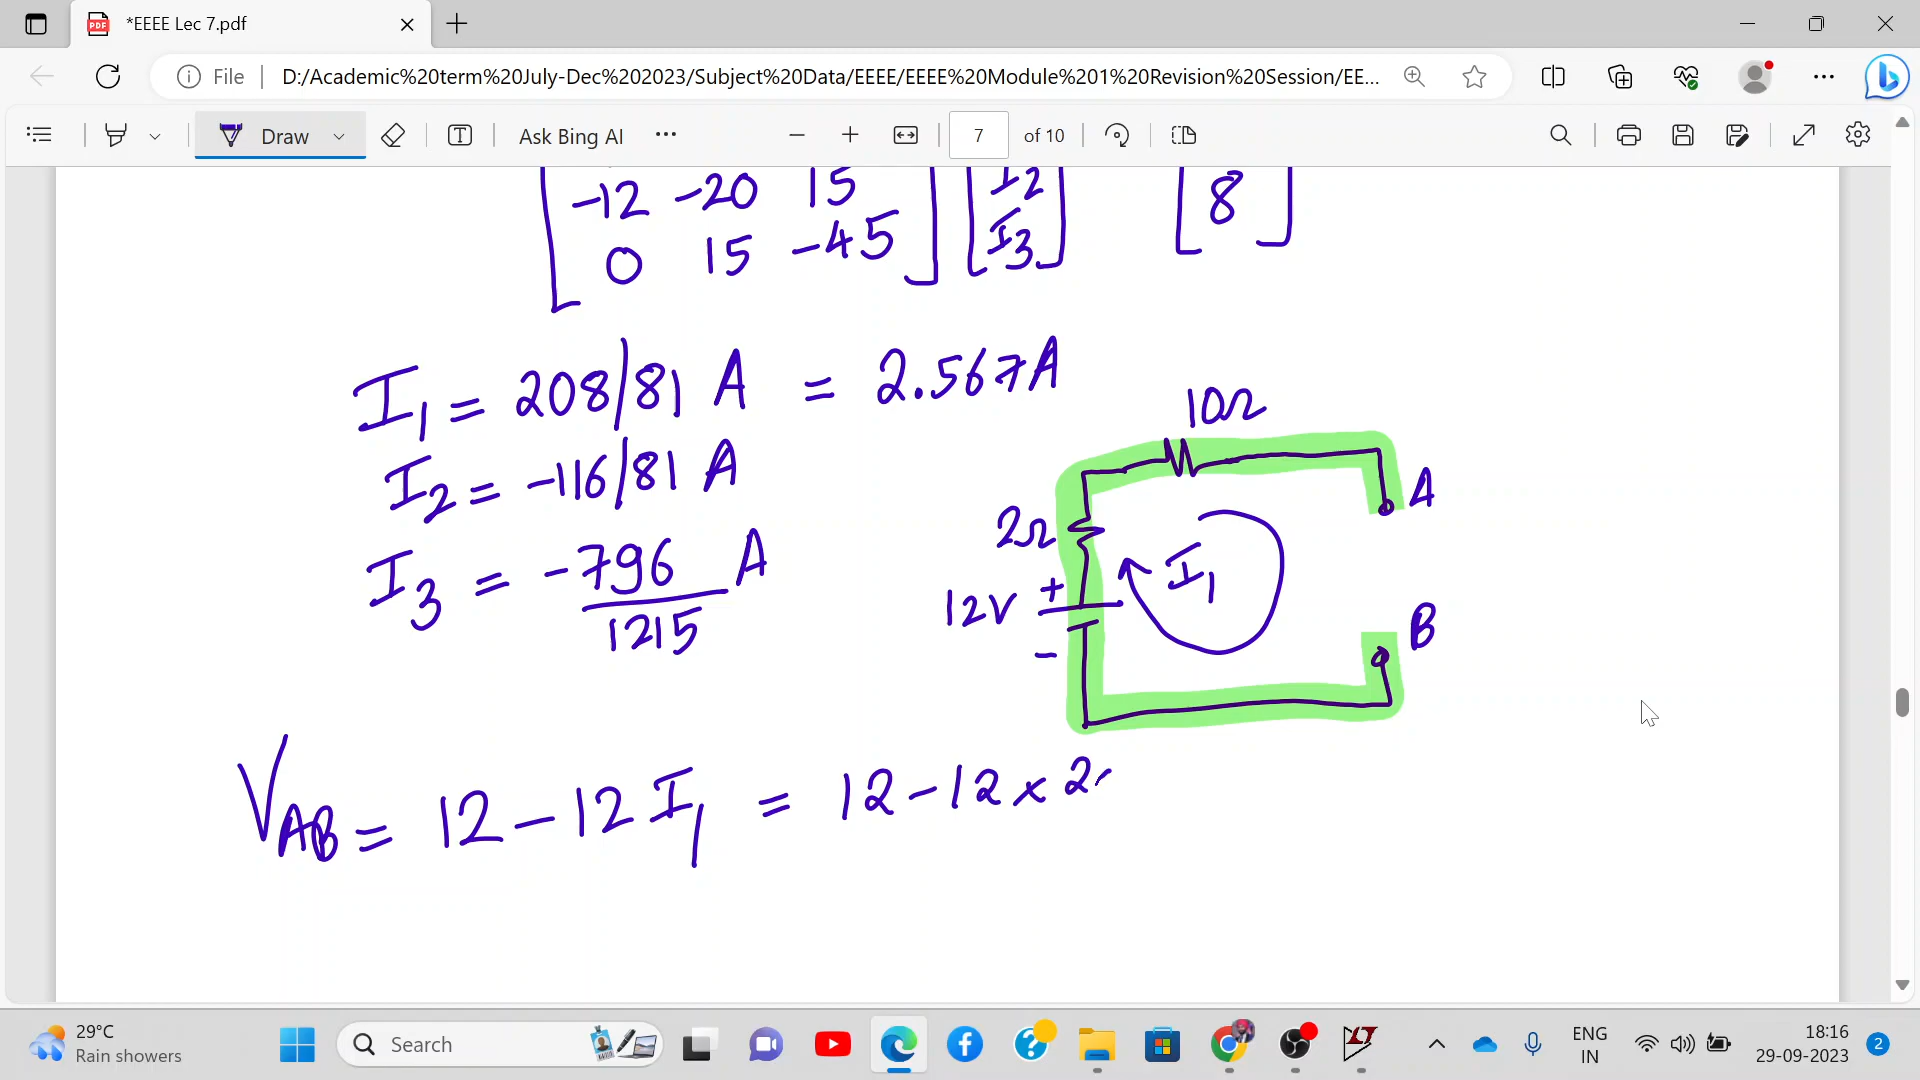 *EEEE Lec 7.pdf
File
D:/Academic%20term%20July-Dec%202023/Subject%20Data/EEEE/EEEE%20Module%201%20Revision%20Session/EE...
Draw
Ask Bing AI
7 of 10
-12 -20 15 I2 8
0 15 -45 I3
I1 = 208/81 A = 2.567A
I2 = -116/81 A
I3 = -796/1215 A
10Ω
A
2Ω
I1
+
12V
-
B
VAB = 12 - 12 I1 = 12 - 12 × 2.
29°C
Rain showers
Search
ENG
IN
18:16
29-09-2023
2